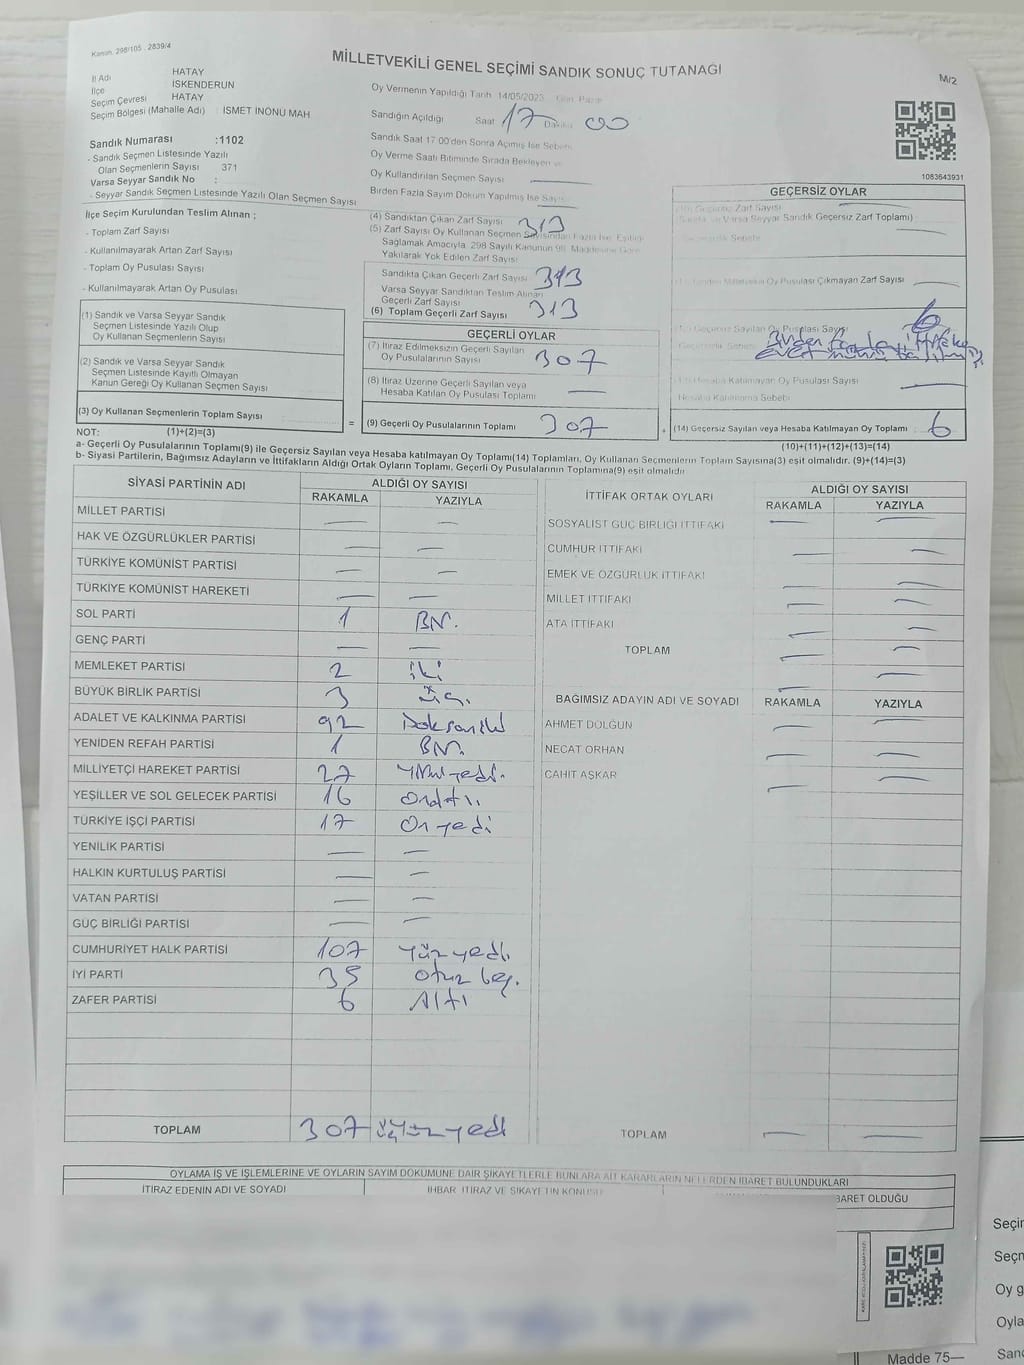 Kanun. 298/105 . 2839/4
MİLLETVEKİLİ GENEL SEÇİMİ SANDIK SONUÇ TUTANAĞI
M/2
İl Adı HATAY
İlçe İSKENDERUN
Seçim Çevresi HATAY
Seçim Bölgesi (Mahalle Adı) : İSMET İNÖNÜ MAH
Sandık Numarası :1102
- Sandık Seçmen Listesinde Yazılı
Olan Seçmenlerin Sayısı 371
Varsa Seyyar Sandık No :
- Seyyar Sandık Seçmen Listesinde Yazılı Olan Seçmen Sayısı
Oy Vermenin Yapıldığı Tarih 14/05/2023 Gün Pazar
Sandığın Açıldığı Saat 17 Dakika 00
Sandık Saat 17 00'den Sonra Açılmış İse Sebebi
Oy Verme Saati Bitiminde Sırada Bekleyen ve
Oy Kullandırılan Seçmen Sayısı
Birden Fazla Sayım Döküm Yapılmış İse Sayısı
1083643931
İlçe Seçim Kurulundan Teslim Alınan ;
- Toplam Zarf Sayısı
- Kullanılmayarak Artan Zarf Sayısı
- Toplam Oy Pusulası Sayısı
- Kullanılmayarak Artan Oy Pusulası
(1) Sandık ve Varsa Seyyar Sandık
Seçmen Listesinde Yazılı Olup
Oy Kullanan Seçmenlerin Sayısı
(2) Sandık ve Varsa Seyyar Sandık
Seçmen Listesinde Kayıtlı Olmayan
Kanun Gereği Oy Kullanan Seçmen Sayısı
(3) Oy Kullanan Seçmenlerin Toplam Sayısı
=
NOT: (1)+(2)=(3)
(4) Sandıktan Çıkan Zarf Sayısı 313
(5) Zarf Sayısı Oy Kullanan Seçmen Sayısından Fazla İse, Eşitliği
Sağlamak Amacıyla, 298 Sayılı Kanunun 98. Maddesine Göre
Yakılarak Yok Edilen Zarf Sayısı
Sandıkta Çıkan Geçerli Zarf Sayısı 313
Varsa Seyyar Sandıktan Teslim Alınan
Geçerli Zarf Sayısı
(6) Toplam Geçerli Zarf Sayısı 313
GEÇERLİ OYLAR
(7) İtiraz Edilmeksizin Geçerli Sayılan
Oy Pusulalarının Sayısı 307
(8) İtiraz Üzerine Geçerli Sayılan veya
Hesaba Katılan Oy Pusulaları Toplamı
(9) Geçerli Oy Pusulalarının Toplamı 307
+
GEÇERSİZ OYLAR
Geçersiz Zarf Sayısı
ve Varsa Seyyar Sandık Geçersiz Zarf Toplamı)
Oy Pusulası Çıkmayan Zarf Sayısı
Geçersiz Sayılan Oy Pusulası Sayısı 6
Birden Fazla ittifaka
Hesaba Katılmayan Oy Pusulası Sayısı
Hesaba Katılmama Sebebi
(14) Geçersiz Sayılan veya Hesaba Katılmayan Oy Toplamı 6
(10)+(11)+(12)+(13)=(14)
a- Geçerli Oy Pusulalarının Toplamı(9) ile Geçersiz Sayılan veya Hesaba katılmayan Oy Toplamı(14) Toplamları, Oy Kullanan Seçmenlerin Toplam Sayısına(3) eşit olmalıdır. (9)+(14)=(3)
b- Siyasi Partilerin, Bağımsız Adayların ve İttifakların Aldığı Ortak Oyların Toplamı, Geçerli Oy Pusulalarının Toplamına(9) eşit olmalıdır
SİYASİ PARTİNİN ADI ALDIĞI OY SAYISI
RAKAMLA YAZIYLA
MİLLET PARTİSİ
HAK VE ÖZGÜRLÜKLER PARTİSİ
TÜRKİYE KOMÜNİST PARTİSİ
TÜRKİYE KOMÜNİST HAREKETİ
SOL PARTİ 1 Bir.
GENÇ PARTİ
MEMLEKET PARTİSİ 2 iki
BÜYÜK BİRLİK PARTİSİ 3 üç.
ADALET VE KALKINMA PARTİSİ 92 Doksaniki
YENİDEN REFAH PARTİSİ 1 Bir.
MİLLİYETÇİ HAREKET PARTİSİ 27 Yirmiyedi.
YEŞİLLER VE SOL GELECEK PARTİSİ 16 Onaltı.
TÜRKİYE İŞÇİ PARTİSİ 17 On yedi
YENİLİK PARTİSİ
HALKIN KURTULUŞ PARTİSİ
VATAN PARTİSİ
GÜÇ BİRLİĞİ PARTİSİ
CUMHURİYET HALK PARTİSİ 107 Yüz yedi.
İYİ PARTİ 35 Otuz beş.
ZAFER PARTİSİ 6 Altı
TOPLAM 307 üçyüz yedi
İTTİFAK ORTAK OYLARI ALDIĞI OY SAYISI
RAKAMLA YAZIYLA
SOSYALİST GÜÇ BİRLİĞİ İTTİFAKI
CUMHUR İTTİFAKI
EMEK VE ÖZGÜRLÜK İTTİFAKI
MİLLET İTTİFAKI
ATA İTTİFAKI
TOPLAM
BAĞIMSIZ ADAYIN ADI VE SOYADI RAKAMLA YAZIYLA
AHMET DOLGUN
NECAT ORHAN
CAHİT AŞKAR
TOPLAM
OYLAMA İŞ VE İŞLEMLERİNE VE OYLARIN SAYIM DÖKÜMÜNE DAİR ŞİKAYETLERLE BUNLARA AİT KARARLARIN NELERDEN İBARET BULUNDUKLARI
İTİRAZ EDENİN ADI VE SOYADI İHBAR İTİRAZ VE ŞİKAYETİN KONUSU BARET OLDUĞU
Seçim
Seçm
Oy g
Oyla
Sand
Madde 75—